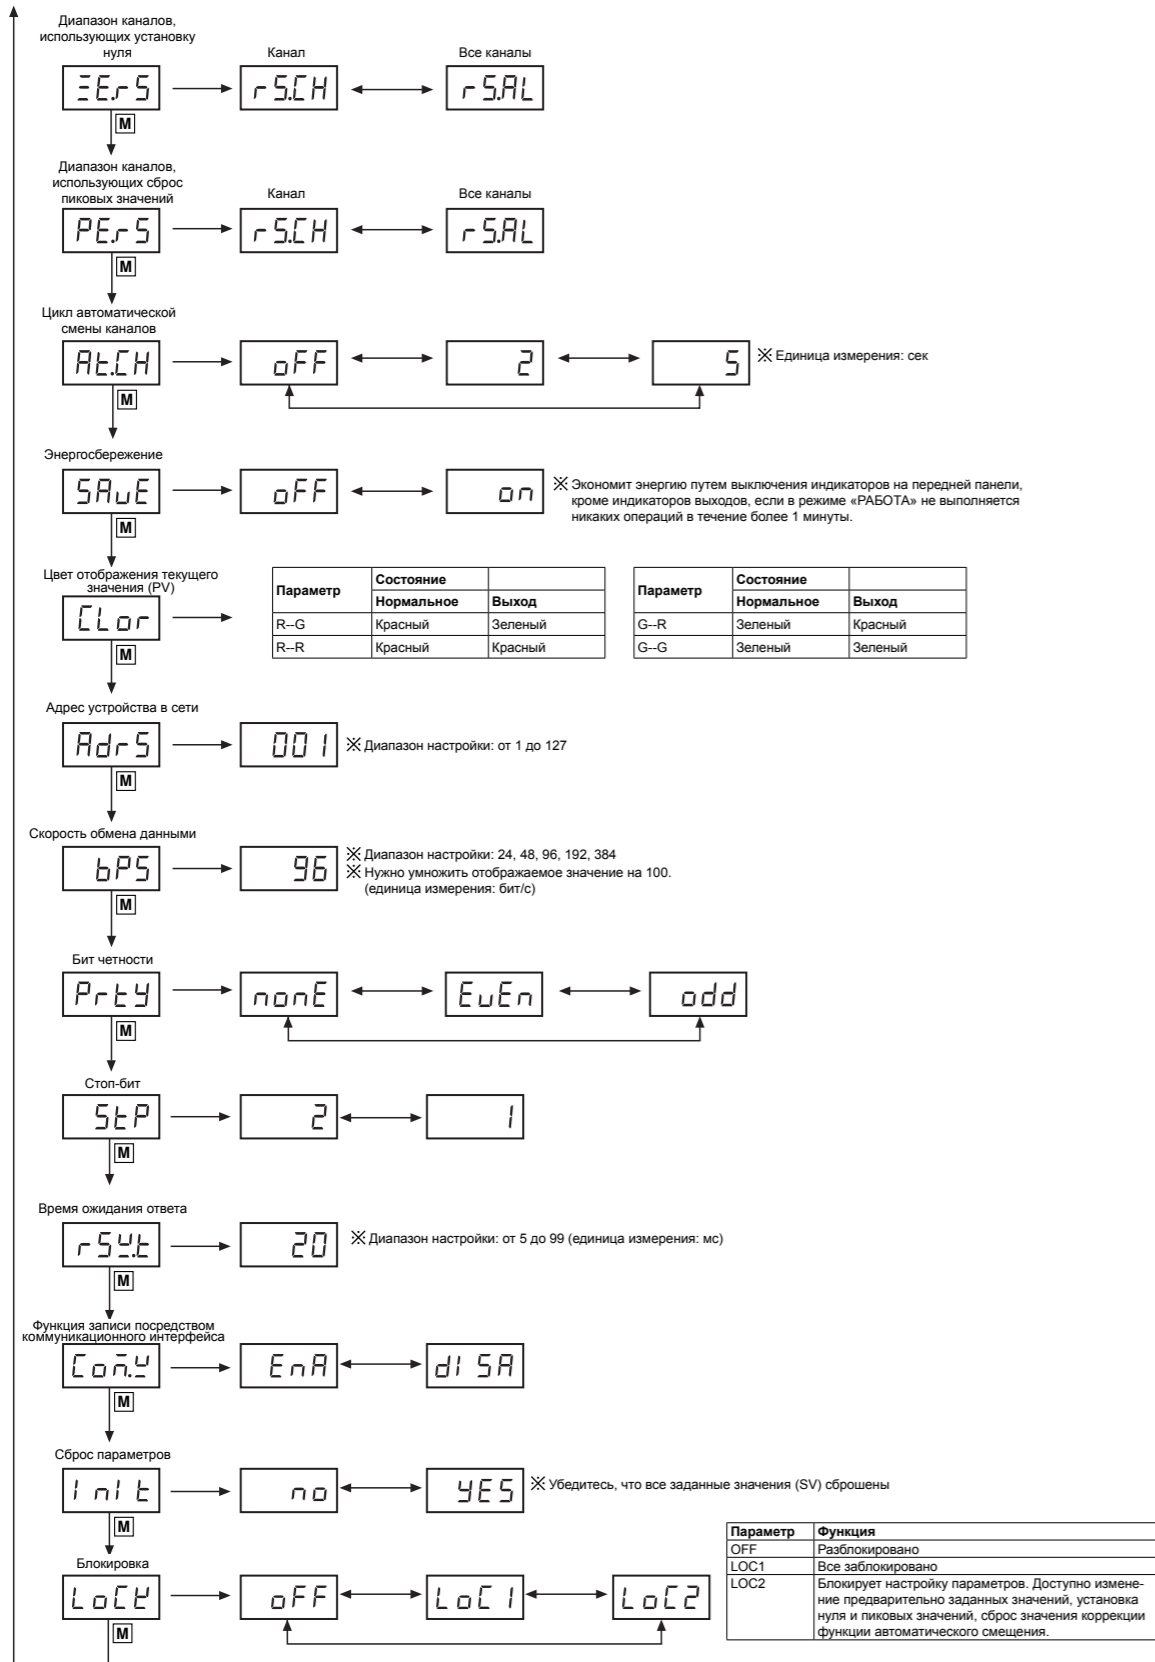 Диапазон каналов,
использующих установку
нуля
Канал
Все каналы
ZE.rS
rS.CH
rS.AL
M
Диапазон каналов,
использующих сброс
пиковых значений
Канал
Все каналы
PE.rS
rS.CH
rS.AL
M
Цикл автоматической
смены каналов
At.CH
oFF
2
5
※ Единица измерения: сек
M
Энергосбережение
SAuE
oFF
on
※ Экономит энергию путем выключения индикаторов на передней панели,
кроме индикаторов выходов, если в режиме «РАБОТА» не выполняется
никаких операций в течение более 1 минуты.
M
Цвет отображения текущего
значения (PV)
CLor
Параметр Состояние
Нормальное Выход
R--G Красный Зеленый
R--R Красный Красный
Параметр Состояние
Нормальное Выход
G--R Зеленый Красный
G--G Зеленый Зеленый
M
Адрес устройства в сети
AdrS
001
※ Диапазон настройки: от 1 до 127
M
Скорость обмена данными
bPS
96
※ Диапазон настройки: 24, 48, 96, 192, 384
※ Нужно умножить отображаемое значение на 100.
(единица измерения: бит/с)
M
Бит четности
PrtY
nonE
EuEn
odd
M
Стоп-бит
StP
2
1
M
Время ожидания ответа
rSW.t
20
※ Диапазон настройки: от 5 до 99 (единица измерения: мс)
M
Функция записи посредством
коммуникационного интерфейса
Com.W
EnA
dISA
M
Сброс параметров
InIt
no
YES
※ Убедитесь, что все заданные значения (SV) сброшены
M
Блокировка
LoCK
oFF
LoC1
LoC2
M
Параметр Функция
OFF Разблокировано
LOC1 Все заблокировано
LOC2 Блокирует настройку параметров. Доступно измене-
ние предварительно заданных значений, установка
нуля и пиковых значений, сброс значения коррекции
функции автоматического смещения.